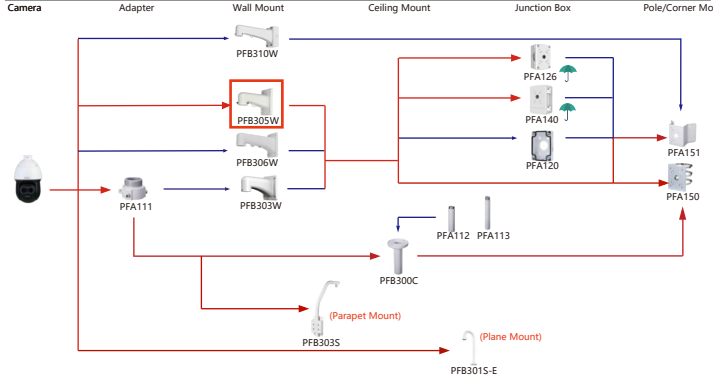 Camera Adapter Wall Mount Ceiling Mount Junction Box Pole/Corner Mo
PFB310W
PFA126
PFB305W
PFA140
PFA151
PFB306W
PFA120
PFA111
PFB303W
PFA150
PFA112 PFA113
PFB300C
(Parapet Mount)
PFB303S
(Plane Mount)
PFB301S-E